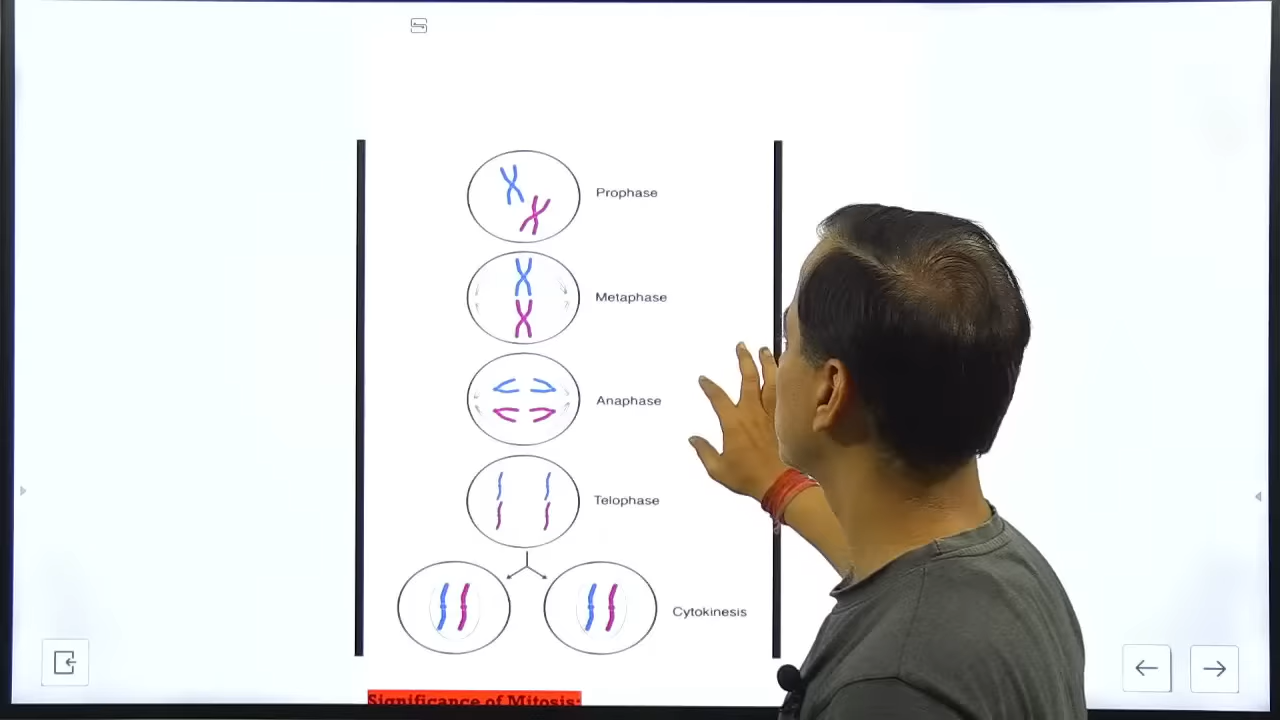 Prophase
Metaphase
Anaphase
Telophase
Cytokinesis
Significance of Mitosis: